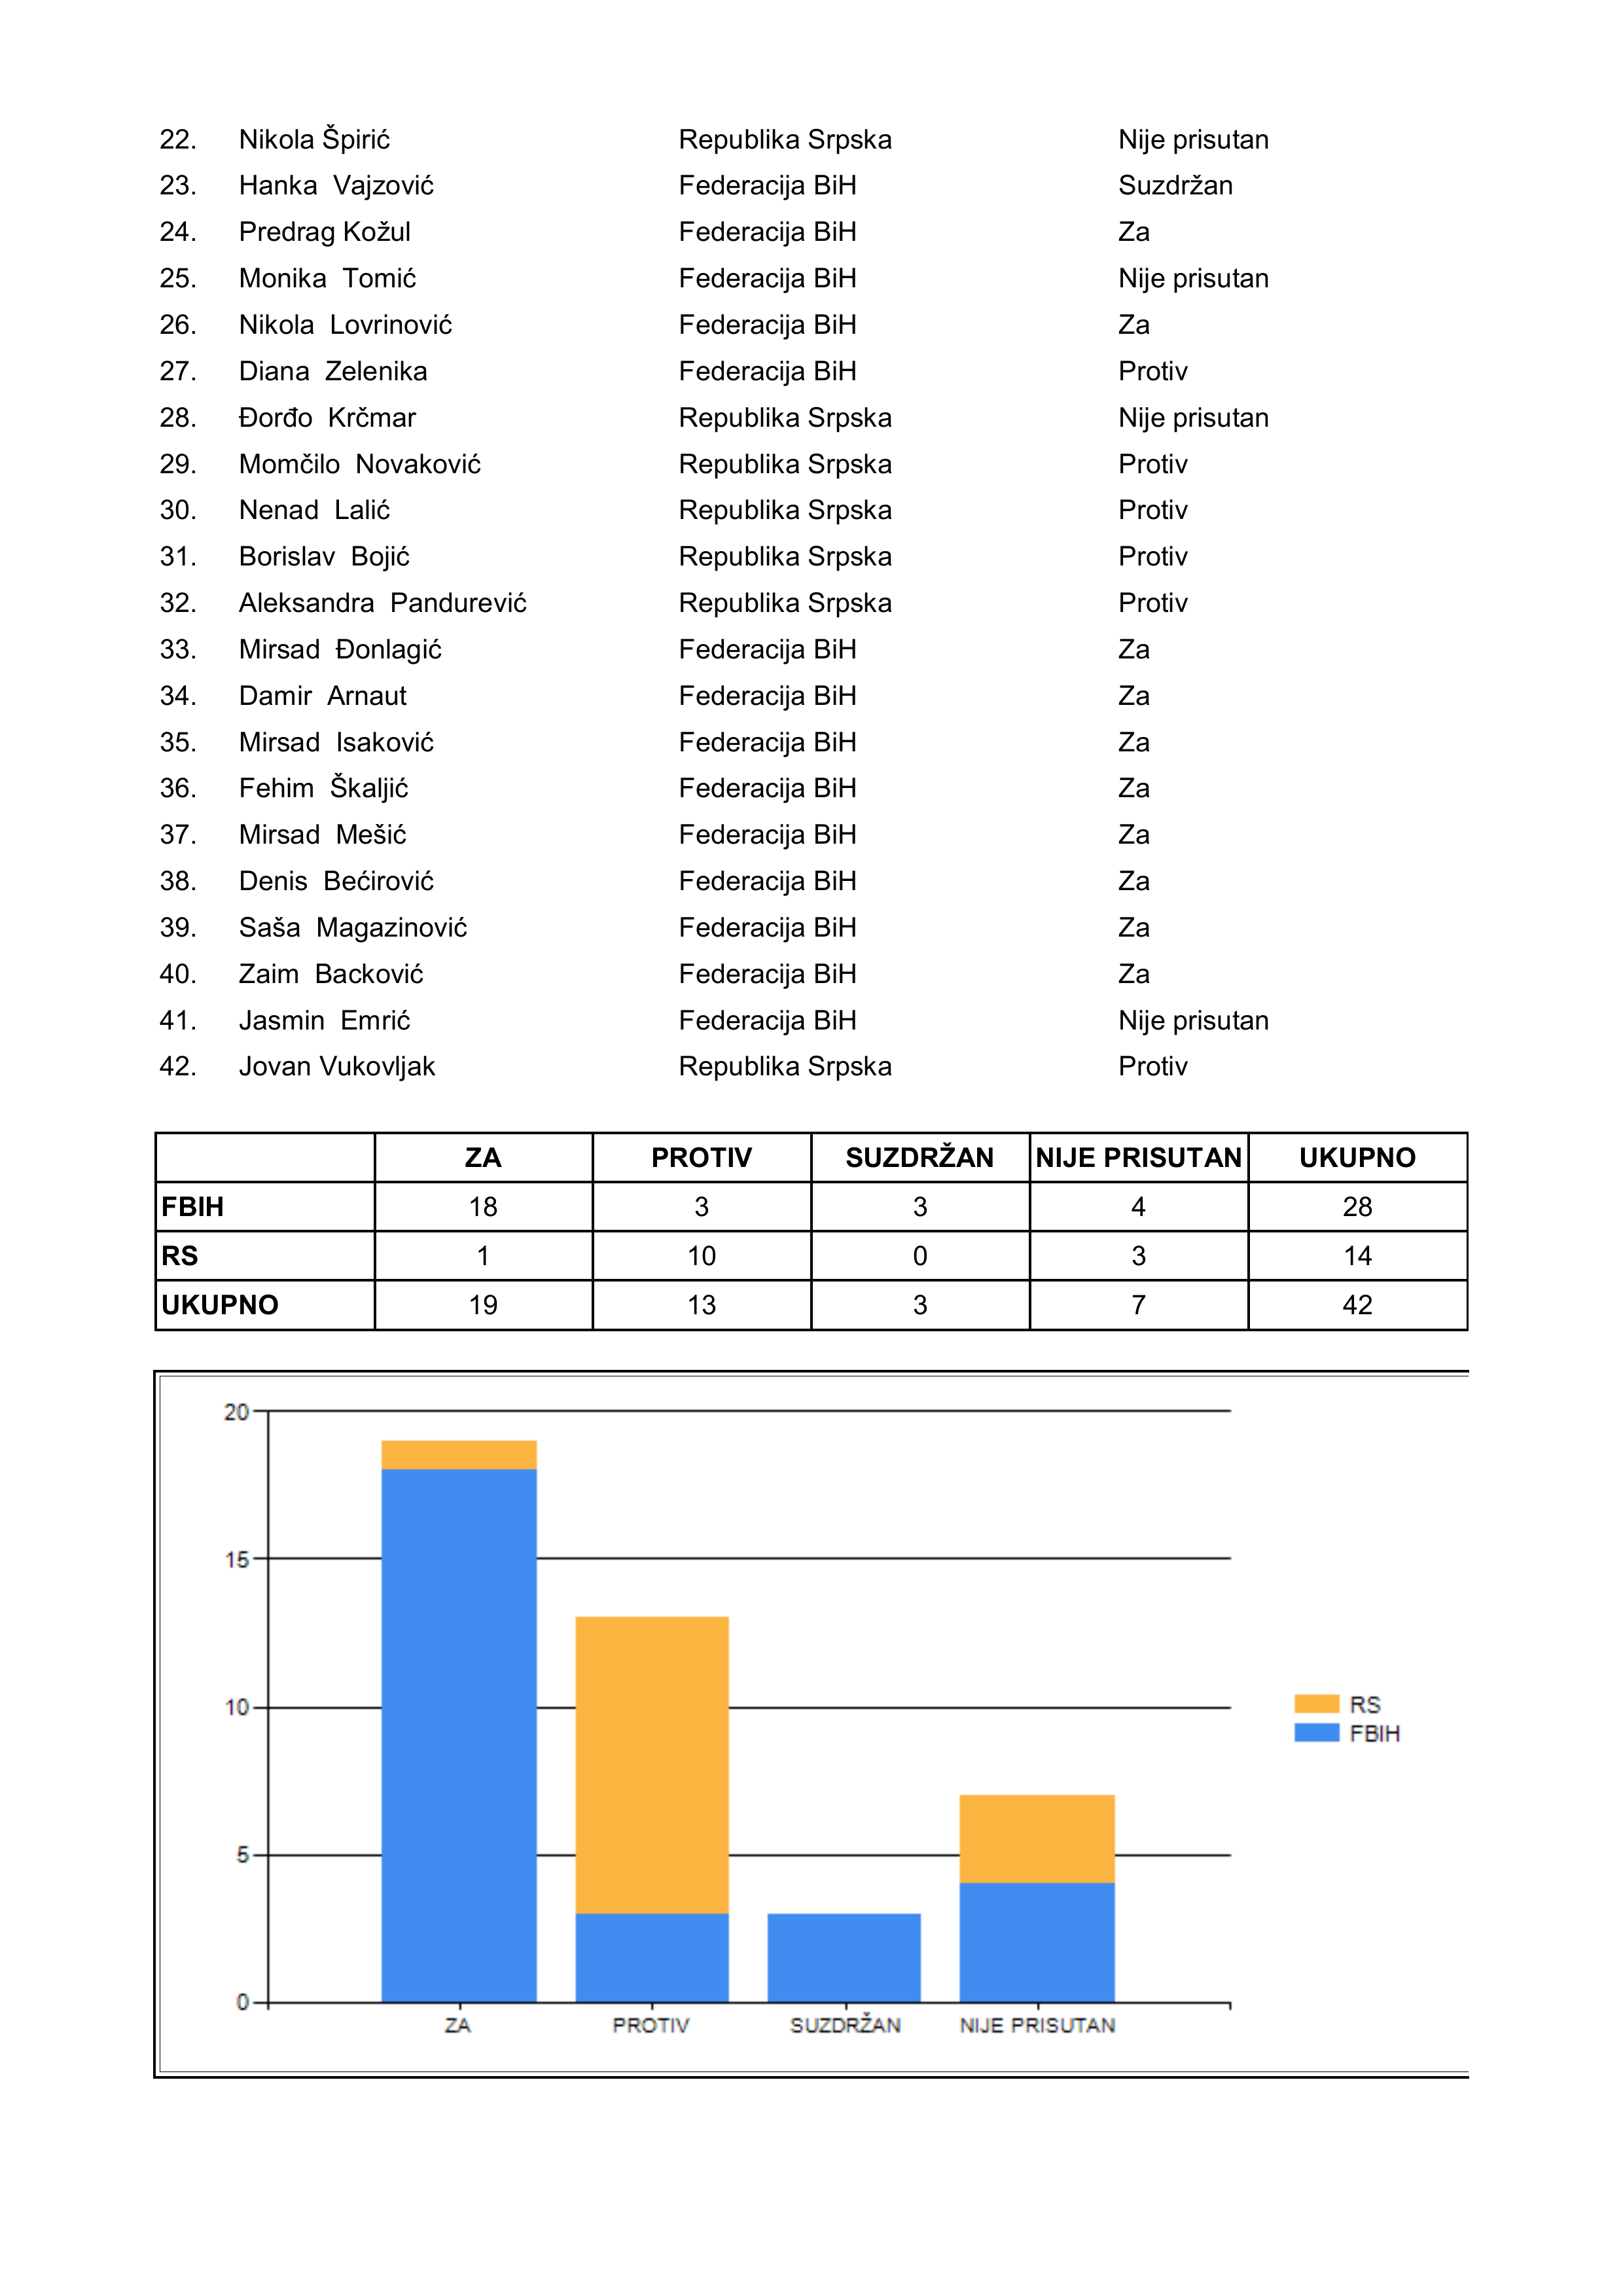 22. Nikola Špirić Republika Srpska Nije prisutan
23. Hanka Vajzović Federacija BiH Suzdržan
24. Predrag Kožul Federacija BiH Za
25. Monika Tomić Federacija BiH Nije prisutan
26. Nikola Lovrinović Federacija BiH Za
27. Diana Zelenika Federacija BiH Protiv
28. Đorđo Krčmar Republika Srpska Nije prisutan
29. Momčilo Novaković Republika Srpska Protiv
30. Nenad Lalić Republika Srpska Protiv
31. Borislav Bojić Republika Srpska Protiv
32. Aleksandra Pandurević Republika Srpska Protiv
33. Mirsad Đonlagić Federacija BiH Za
34. Damir Arnaut Federacija BiH Za
35. Mirsad Isaković Federacija BiH Za
36. Fehim Škaljić Federacija BiH Za
37. Mirsad Mešić Federacija BiH Za
38. Denis Bećirović Federacija BiH Za
39. Saša Magazinović Federacija BiH Za
40. Zaim Backović Federacija BiH Za
41. Jasmin Emrić Federacija BiH Nije prisutan
42. Jovan Vukovljak Republika Srpska Protiv
ZA PROTIV SUZDRŽAN NIJE PRISUTAN UKUPNO
FBIH 18 3 3 4 28
RS 1 10 0 3 14
UKUPNO 19 13 3 7 42
20
15
10
5
0
ZA PROTIV SUZDRŽAN NIJE PRISUTAN
RS
FBIH